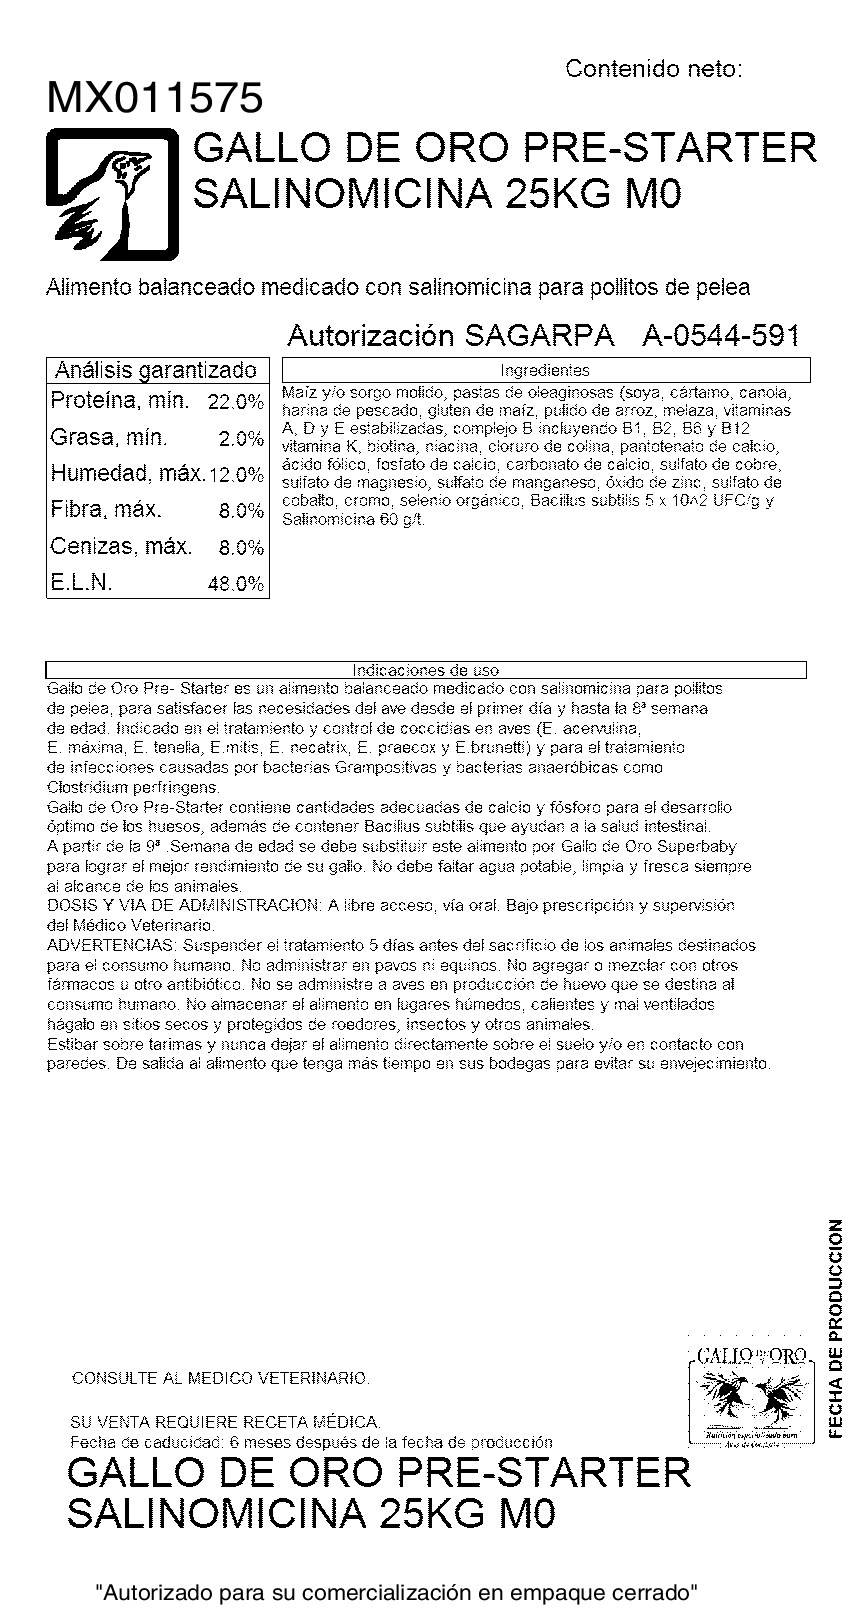 Contenido neto:
MX011575
GALLO DE ORO PRE-STARTER
SALINOMICINA 25KG M0
Alimento balanceado medicado con salinomicina para pollitos de pelea
Autorización SAGARPA A-0544-591
Análisis garantizado
Proteína, mín. 22.0%
Grasa, mín. 2.0%
Humedad, máx. 12.0%
Fibra, máx. 8.0%
Cenizas, máx. 8.0%
E.L.N. 48.0%
Ingredientes
Maíz y/o sorgo molido, pastas de oleaginosas (soya, cártamo, canola,
harina de pescado, gluten de maíz, pulido de arroz, melaza, vitaminas
A, D y E estabilizadas, complejo B incluyendo B1, B2, B6 y B12
vitamina K, biotina, niacina, cloruro de colina, pantotenato de calcio,
ácido fólico, fosfato de calcio, carbonato de calcio, sulfato de cobre,
sulfato de magnesio, sulfato de manganeso, óxido de zinc, sulfato de
cobalto, cromo, selenio orgánico, Bacillus subtilis 5 x 10^2 UFC/g y
Salinomicina 60 g/t.
Indicaciones de uso
Gallo de Oro Pre- Starter es un alimento balanceado medicado con salinomicina para pollitos
de pelea, para satisfacer las necesidades del ave desde el primer día y hasta la 8ª semana
de edad. Indicado en el tratamiento y control de coccidias en aves (E. acervulina,
E. máxima, E. tenella, E.mitis, E. necatrix, E. praecox y E.brunetti) y para el tratamiento
de infecciones causadas por bacterias Grampositivas y bacterias anaeróbicas como
Clostridium perfringens.
Gallo de Oro Pre-Starter contiene cantidades adecuadas de calcio y fósforo para el desarrollo
óptimo de los huesos, además de contener Bacillus subtilis que ayudan a la salud intestinal.
A partir de la 9ª .Semana de edad se debe substituir este alimento por Gallo de Oro Superbaby
para lograr el mejor rendimiento de su gallo. No debe faltar agua potable, limpia y fresca siempre
al alcance de los animales.
DOSIS Y VIA DE ADMINISTRACION: A libre acceso, vía oral. Bajo prescripción y supervisión
del Médico Veterinario.
ADVERTENCIAS: Suspender el tratamiento 5 días antes del sacrificio de los animales destinados
para el consumo humano. No administrar en pavos ni equinos. No agregar o mezclar con otros
fármacos u otro antibiótico. No se administre a aves en producción de huevo que se destina al
consumo humano. No almacenar el alimento en lugares húmedos, calientes y mal ventilados
hágalo en sitios secos y protegidos de roedores, insectos y otros animales.
Estibar sobre tarimas y nunca dejar el alimento directamente sobre el suelo y/o en contacto con
paredes. De salida al alimento que tenga más tiempo en sus bodegas para evitar su envejecimiento.
FECHA DE PRODUCCION
GALLO DE ORO
Nutrición especializada para
CONSULTE AL MEDICO VETERINARIO.
SU VENTA REQUIERE RECETA MÉDICA.
Fecha de caducidad: 6 meses después de la fecha de producción
GALLO DE ORO PRE-STARTER
SALINOMICINA 25KG M0
"Autorizado para su comercialización en empaque cerrado"